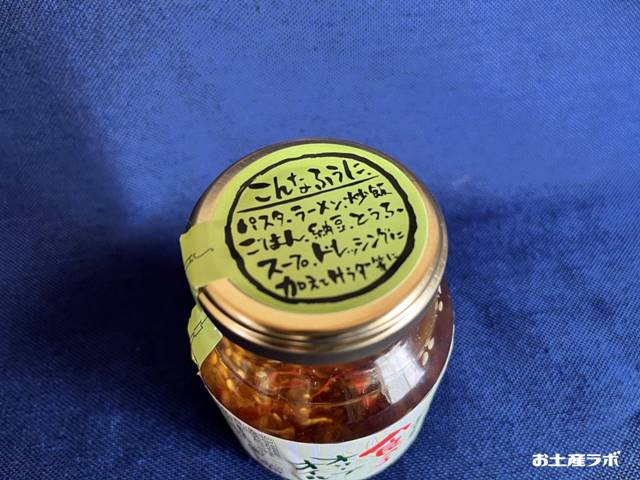 こんなふうに、
パスタ、ラーメン、炒飯
ごはん、納豆、とうふ
スープ、ドレッシングに
加えてサラダ等に
お土産ラボ